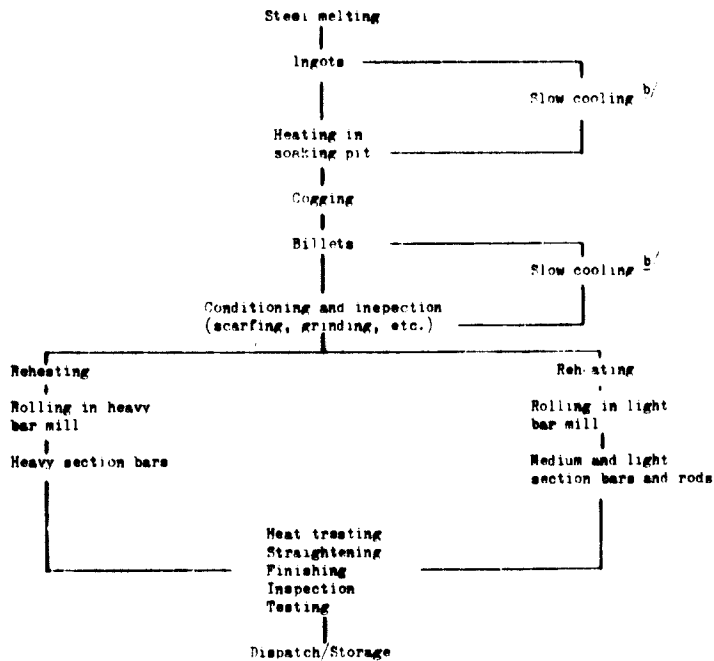 Steel melting
Ingots
Slow cooling b/
Heating in
soaking pit
Cogging
Billets
Slow cooling b/
Conditioning and inspection
(scarfing, grinding, etc.)
Reheating
Reheating
Rolling in heavy
bar mill
Rolling in light
bar mill
Heavy section bars
Medium and light
section bars and rods
Heat treating
Straightening
Finishing
Inspection
Testing
Dispatch/Storage